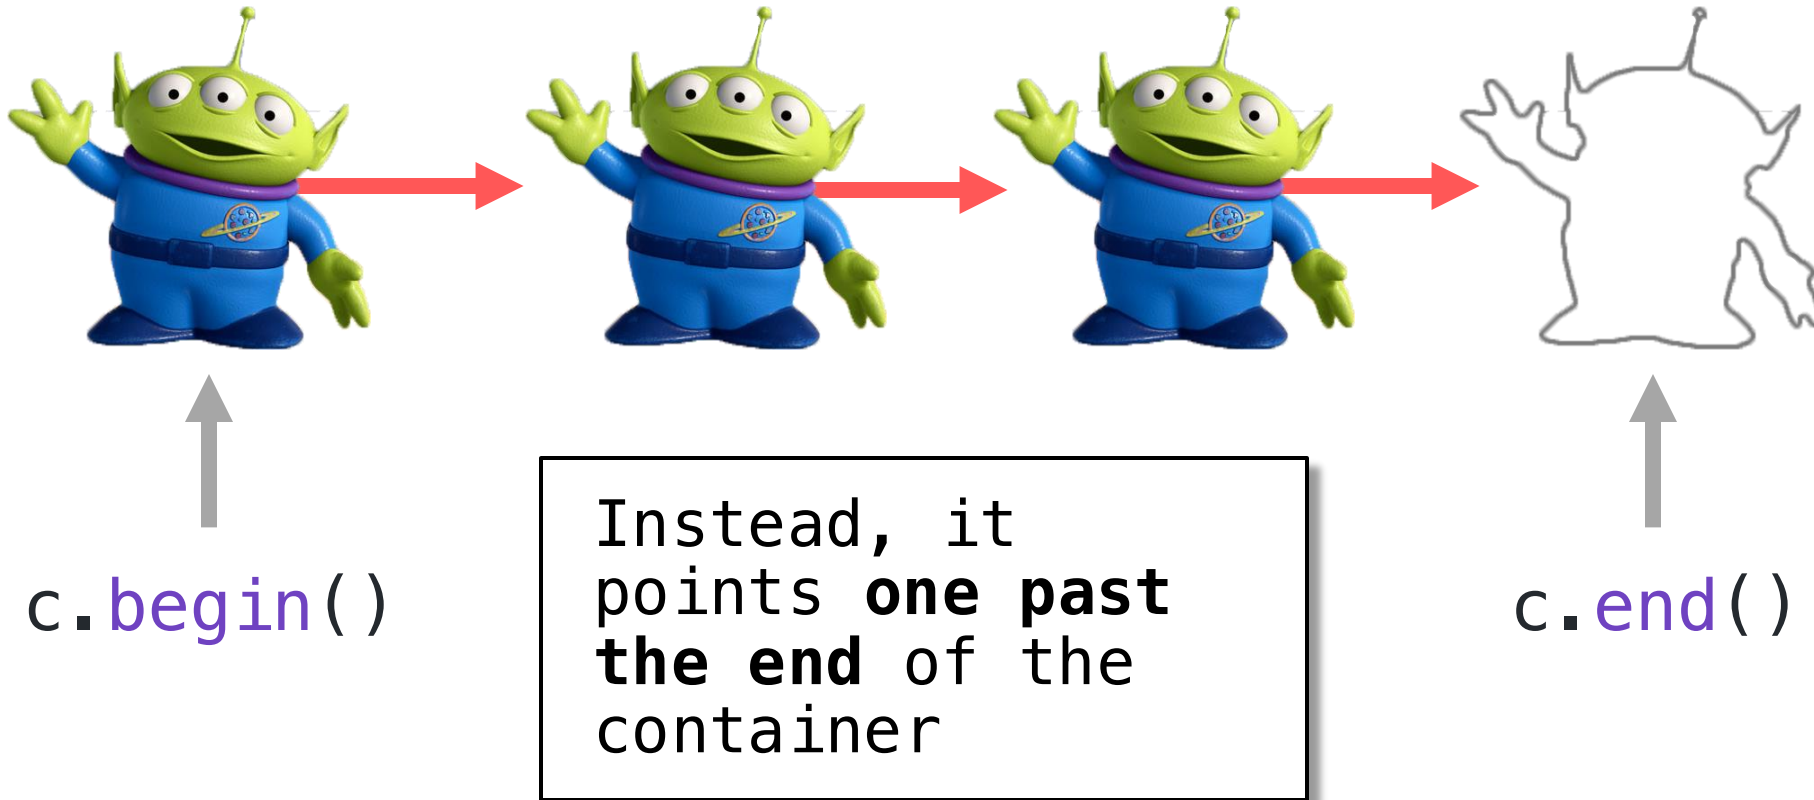 c.begin()
Instead, it
points one past
the end of the
container
c.end()